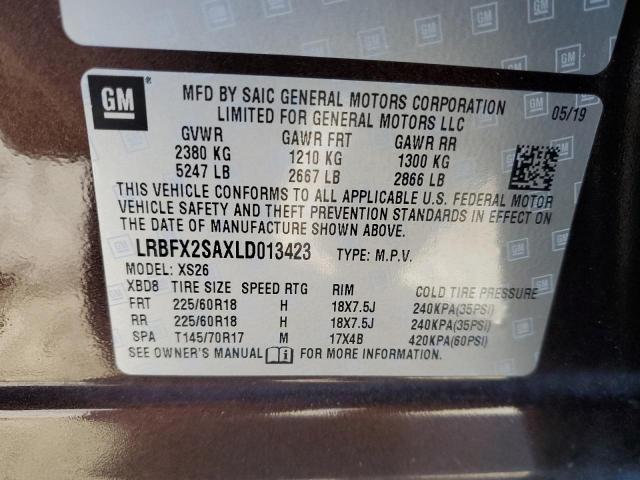 GM
MFD BY SAIC GENERAL MOTORS CORPORATION
LIMITED FOR GENERAL MOTORS LLC
05/19
GVWR GAWR FRT GAWR RR
2380 KG 1210 KG 1300 KG
5247 LB 2667 LB 2866 LB
THIS VEHICLE CONFORMS TO ALL APPLICABLE U.S. FEDERAL MOTOR
VEHICLE SAFETY AND THEFT PREVENTION STANDARDS IN EFFECT ON
THE DATE OF MANUFACTURE SHOWN ABOVE.
LRBFX2SAXLD013423 TYPE: M.P.V.
MODEL: XS26
XBD8 TIRE SIZE SPEED RTG RIM COLD TIRE PRESSURE
FRT 225/60R18 H 18X7.5J 240KPA(35PSI)
RR 225/60R18 H 18X7.5J 240KPA(35PSI)
SPA T145/70R17 M 17X4B 420KPA(60PSI)
SEE OWNER'S MANUAL FOR MORE INFORMATION.